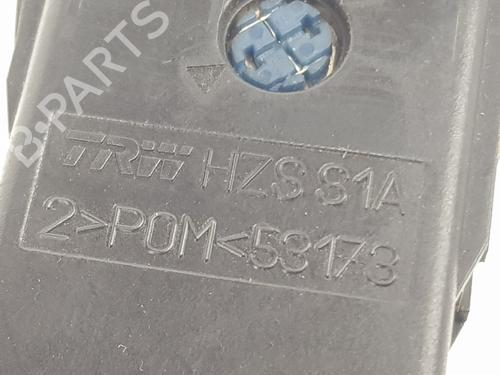 B-PARTS
TRW HZS S1A
2>POM<53173